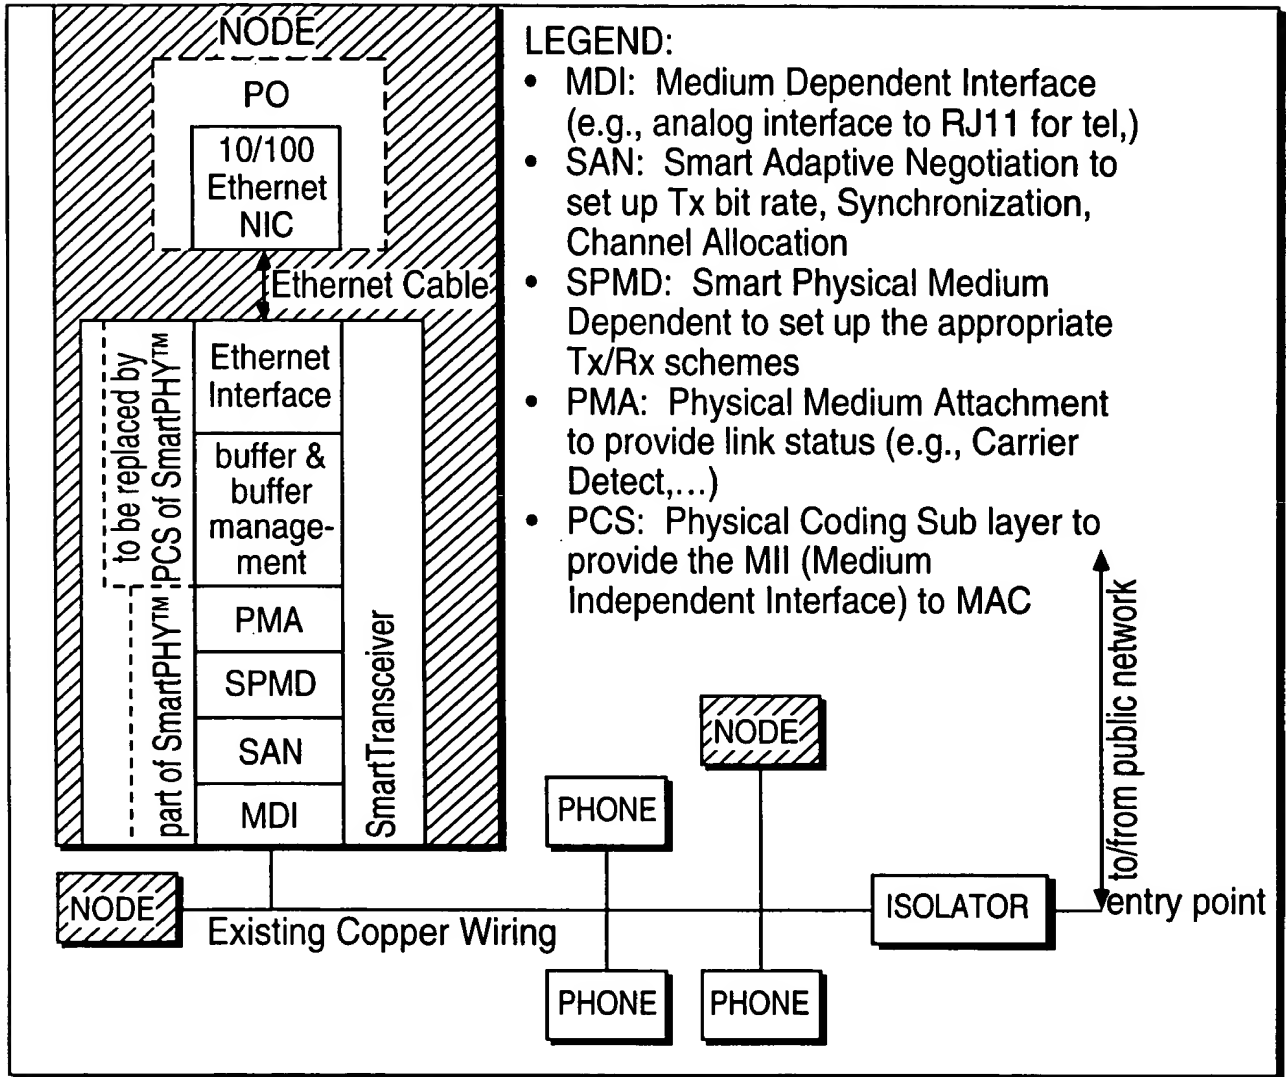 NODE
PO
10/100
Ethernet
NIC
Ethernet Cable
to be replaced by
PCS of SmartPHY™
part of SmartPHY™
Ethernet
Interface
buffer &
buffer
manage-
ment
PMA
SPMD
SAN
MDI
SmartTransceiver
LEGEND:
• MDI: Medium Dependent Interface
(e.g., analog interface to RJ11 for tel,)
• SAN: Smart Adaptive Negotiation to
set up Tx bit rate, Synchronization,
Channel Allocation
• SPMD: Smart Physical Medium
Dependent to set up the appropriate
Tx/Rx schemes
• PMA: Physical Medium Attachment
to provide link status (e.g., Carrier
Detect,...)
• PCS: Physical Coding Sub layer to
provide the MII (Medium
Independent Interface) to MAC
to/from public network
NODE
PHONE
NODE
Existing Copper Wiring
ISOLATOR
entry point
PHONE
PHONE